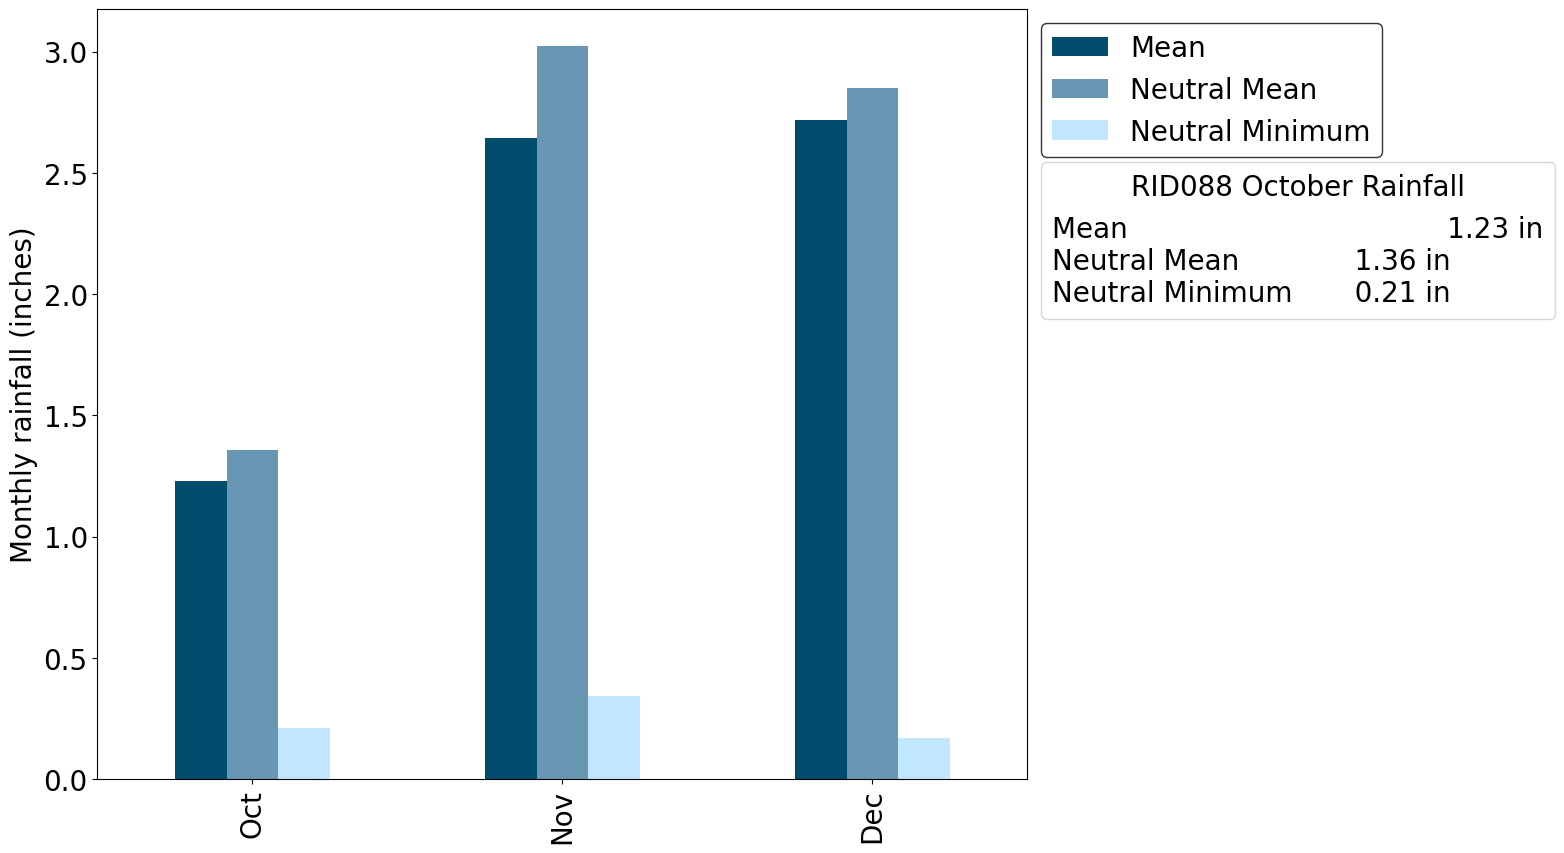 Monthly rainfall (inches)
3.0
2.5
2.0
1.5
1.0
0.5
0.0
Oct
Nov
Dec
Mean
Neutral Mean
Neutral Minimum
RID088 October Rainfall
Mean 1.23 in
Neutral Mean 1.36 in
Neutral Minimum 0.21 in